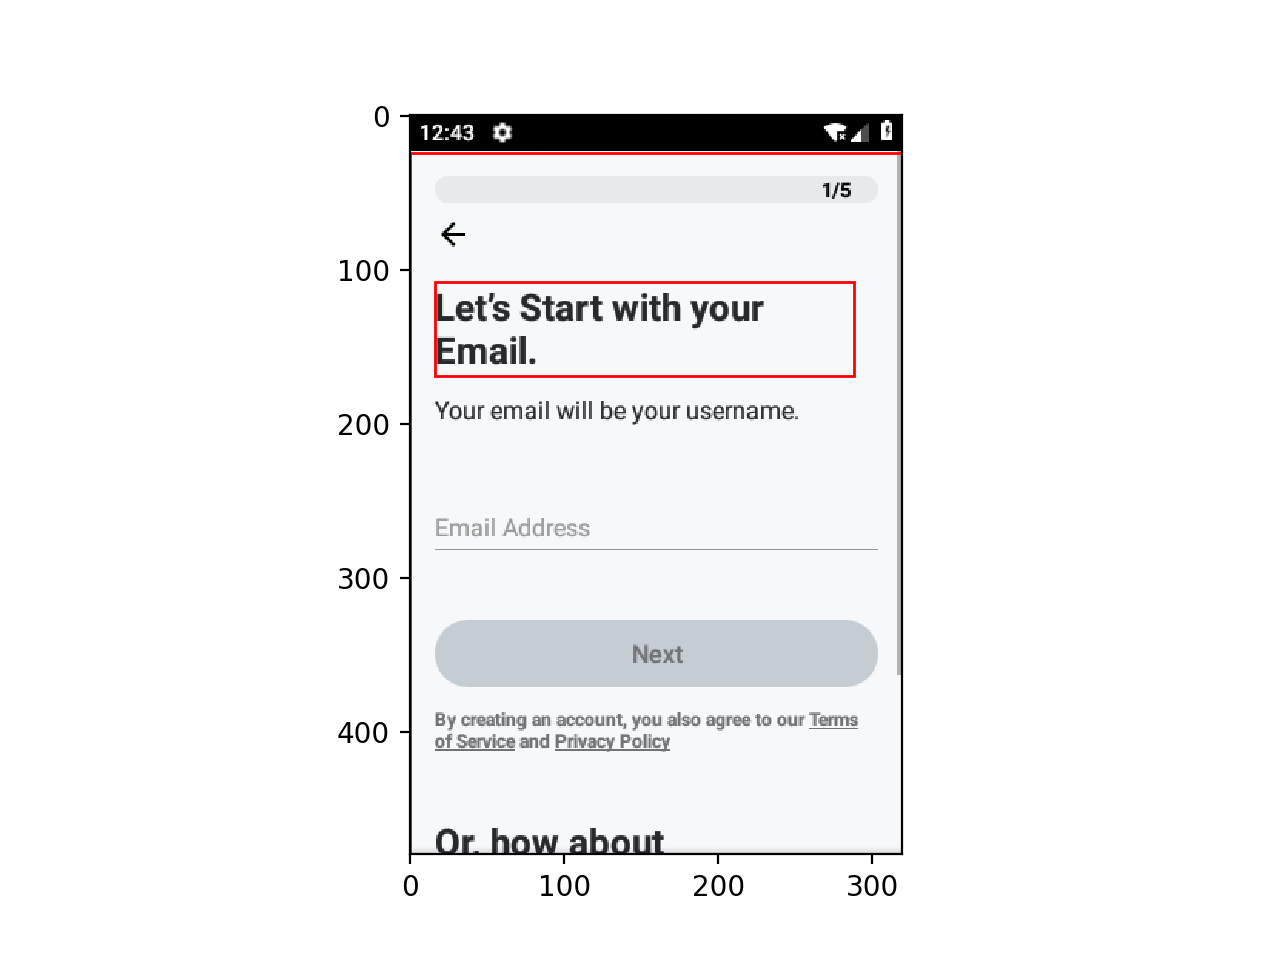 0
12:43
1/5
100
Let's Start with your
Email.
Your email will be your username.
200
Email Address
300
Next
By creating an account, you also agree to our Terms
of Service and Privacy Policy
400
Or, how about
0 100 200 300